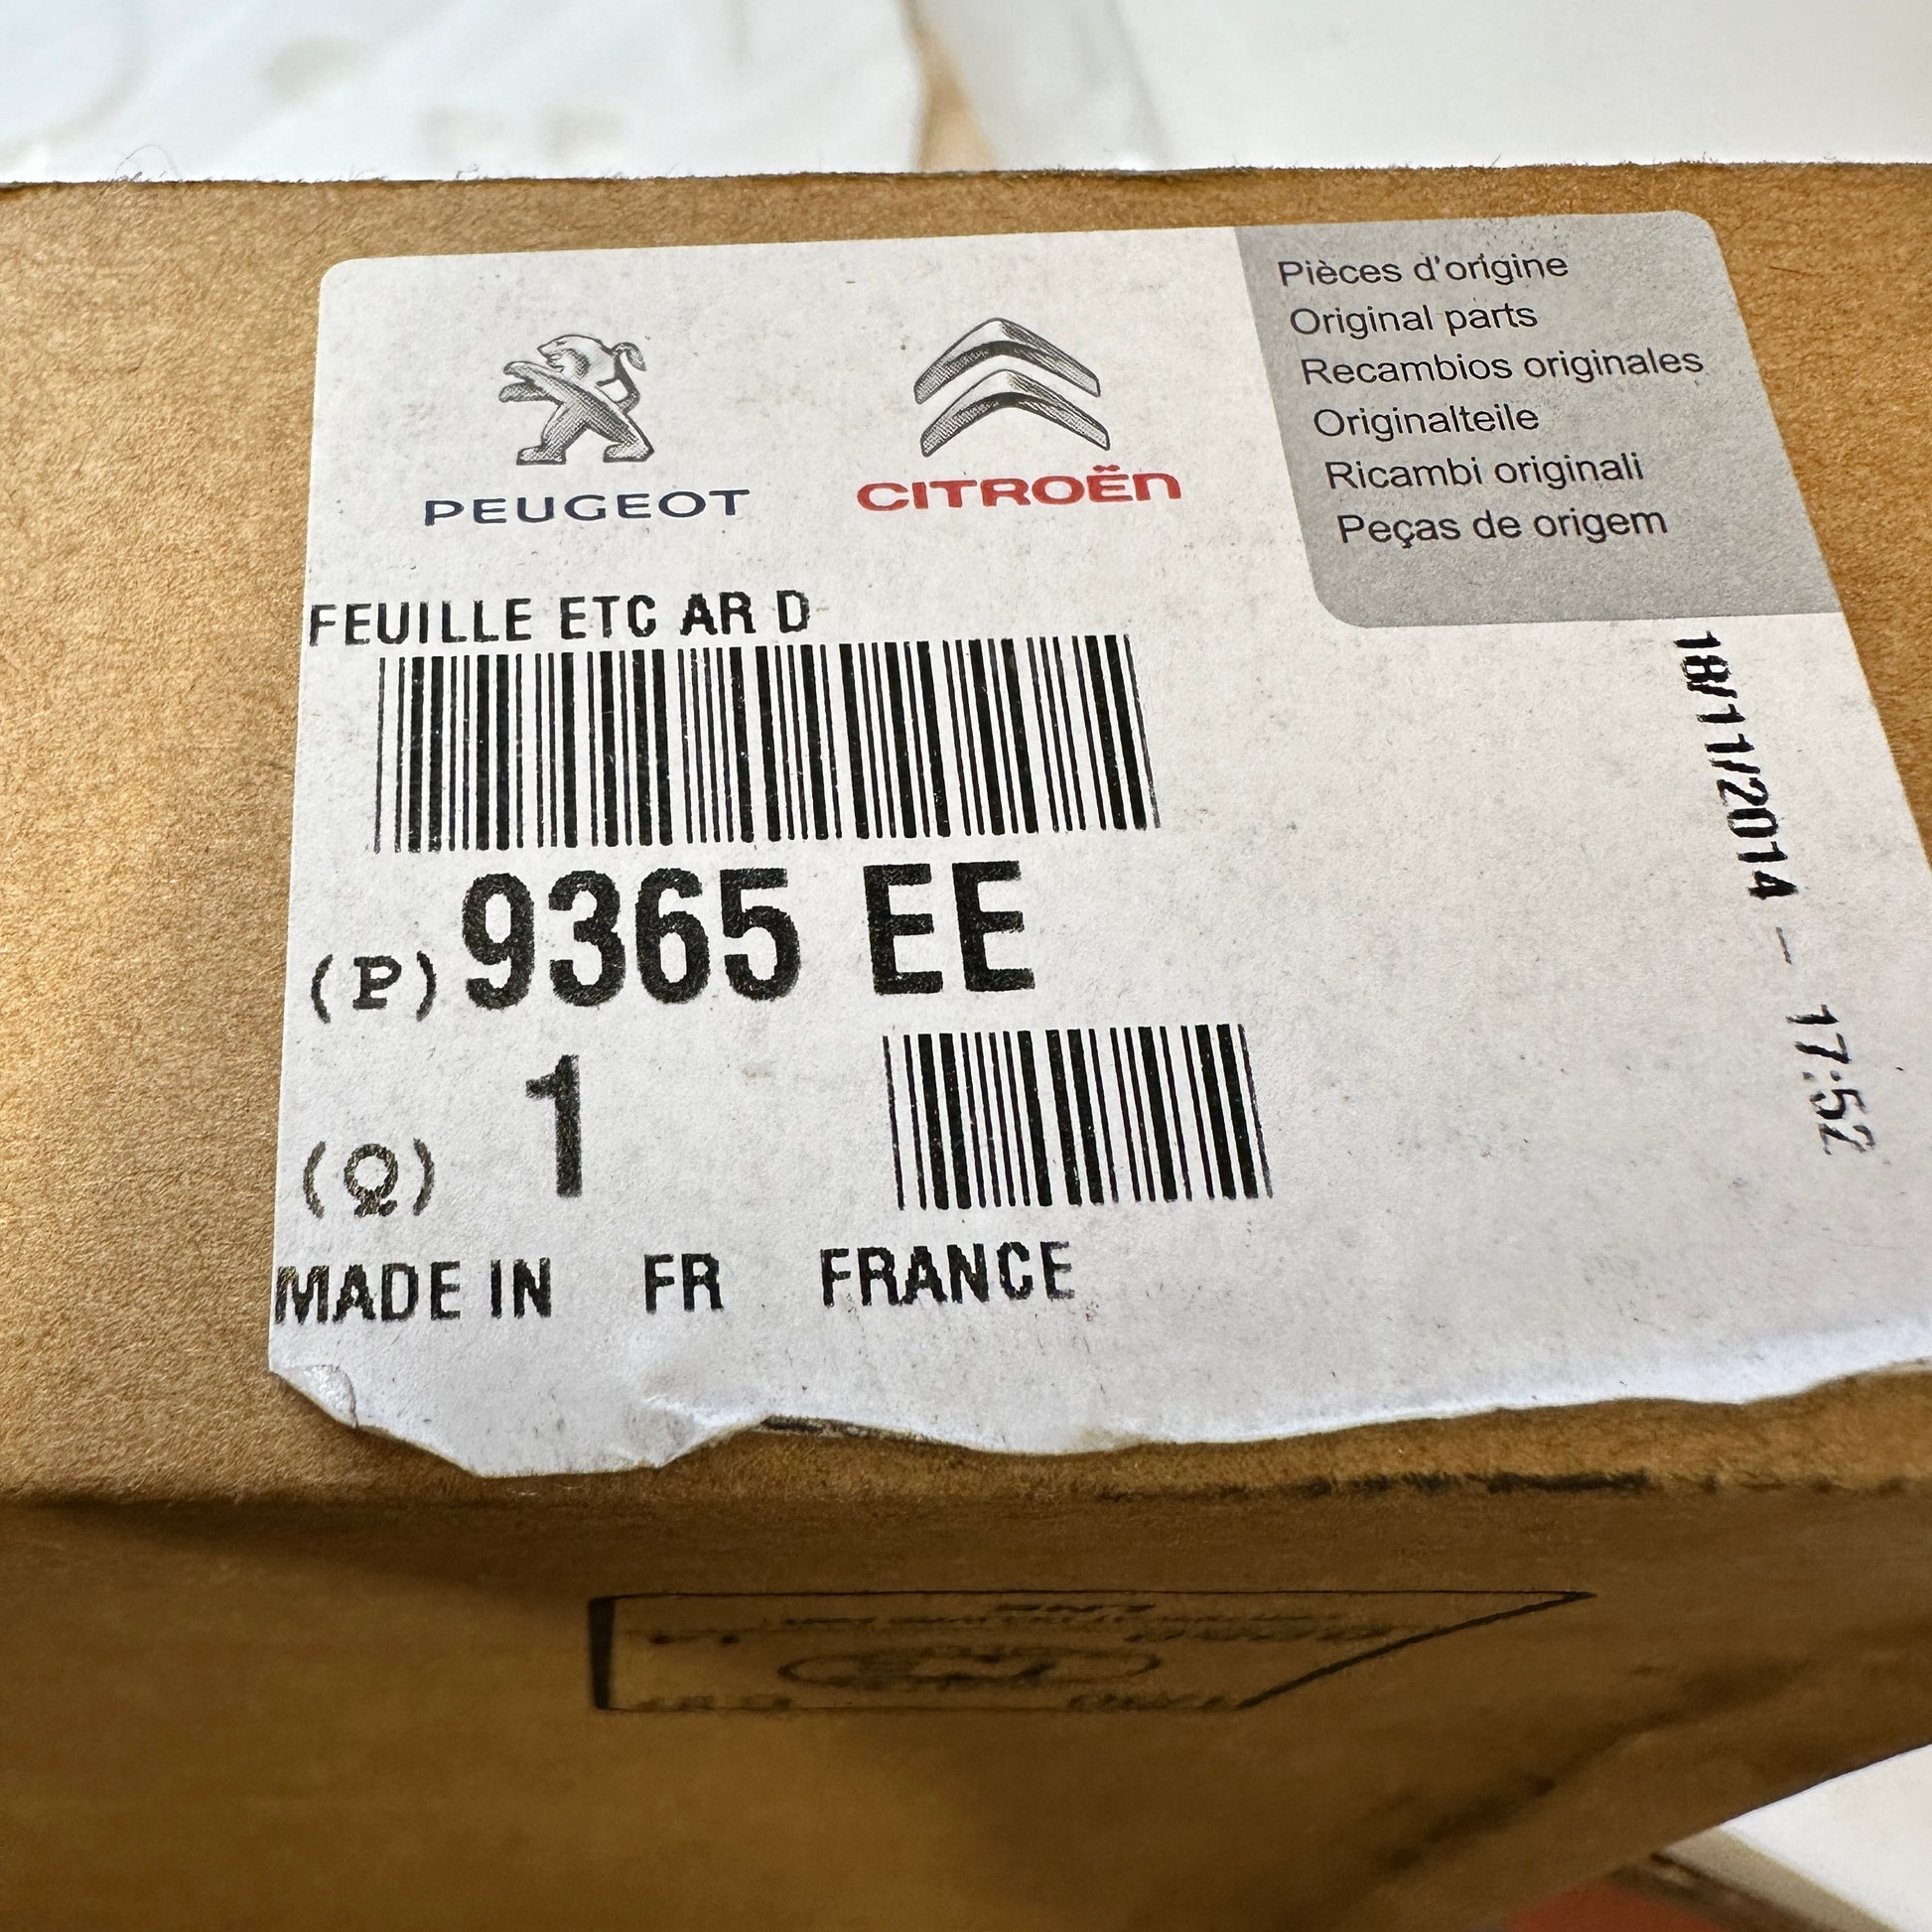 PEUGEOT
CITROËN
Pièces d'origine
Original parts
Recambios originales
Originalteile
Ricambi originali
Peças de origem
FEUILLE ETC AR D
(P) 9365 EE
(Q) 1
MADE IN FR FRANCE
18/11/2014 - 17:52